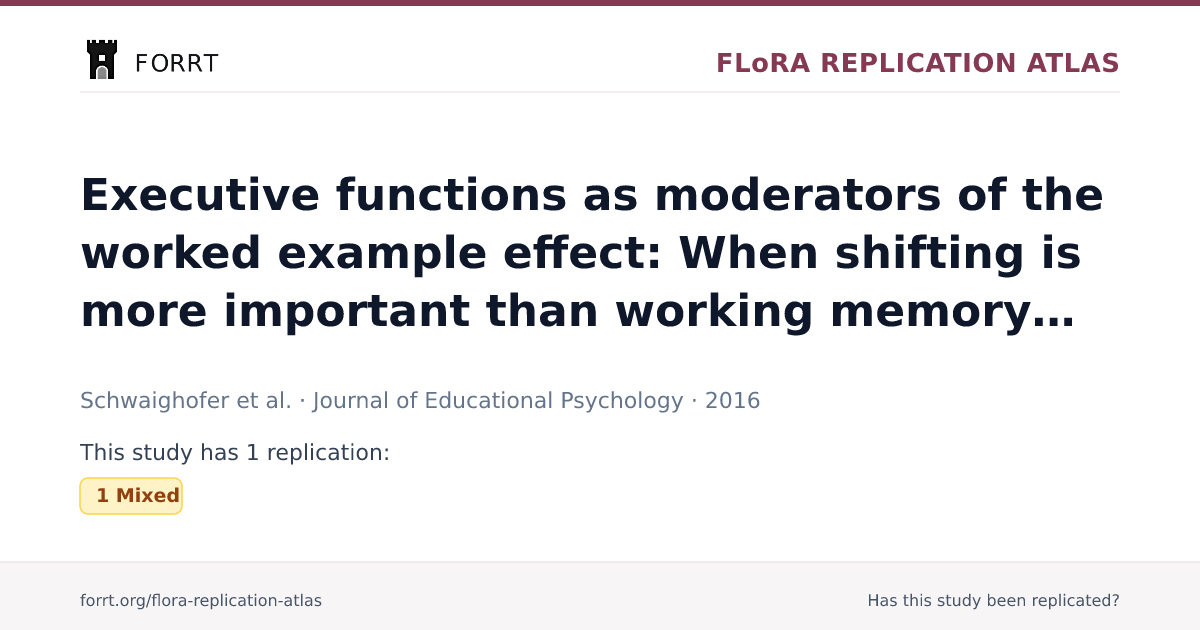 FORRT
FLoRA REPLICATION ATLAS
Executive functions as moderators of the
worked example effect: When shifting is
more important than working memory…
Schwaighofer et al. · Journal of Educational Psychology · 2016
This study has 1 replication:
1 Mixed
forrt.org/flora-replication-atlas
Has this study been replicated?